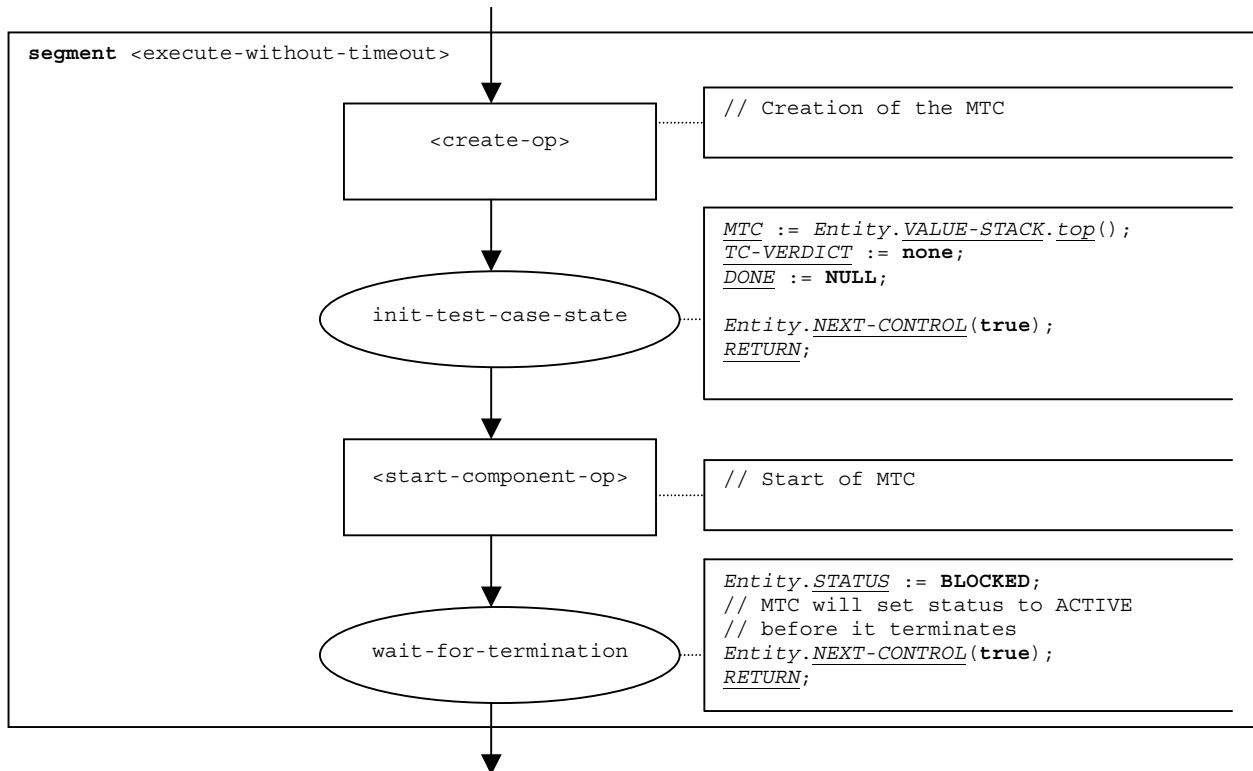 segment <execute-without-timeout>
<create-op>
// Creation of the MTC
init-test-case-state
MTC := Entity.VALUE-STACK.top();
TC-VERDICT := none;
DONE := NULL;
Entity.NEXT-CONTROL(true);
RETURN;
<start-component-op>
// Start of MTC
wait-for-termination
Entity.STATUS := BLOCKED;
// MTC will set status to ACTIVE
// before it terminates
Entity.NEXT-CONTROL(true);
RETURN;